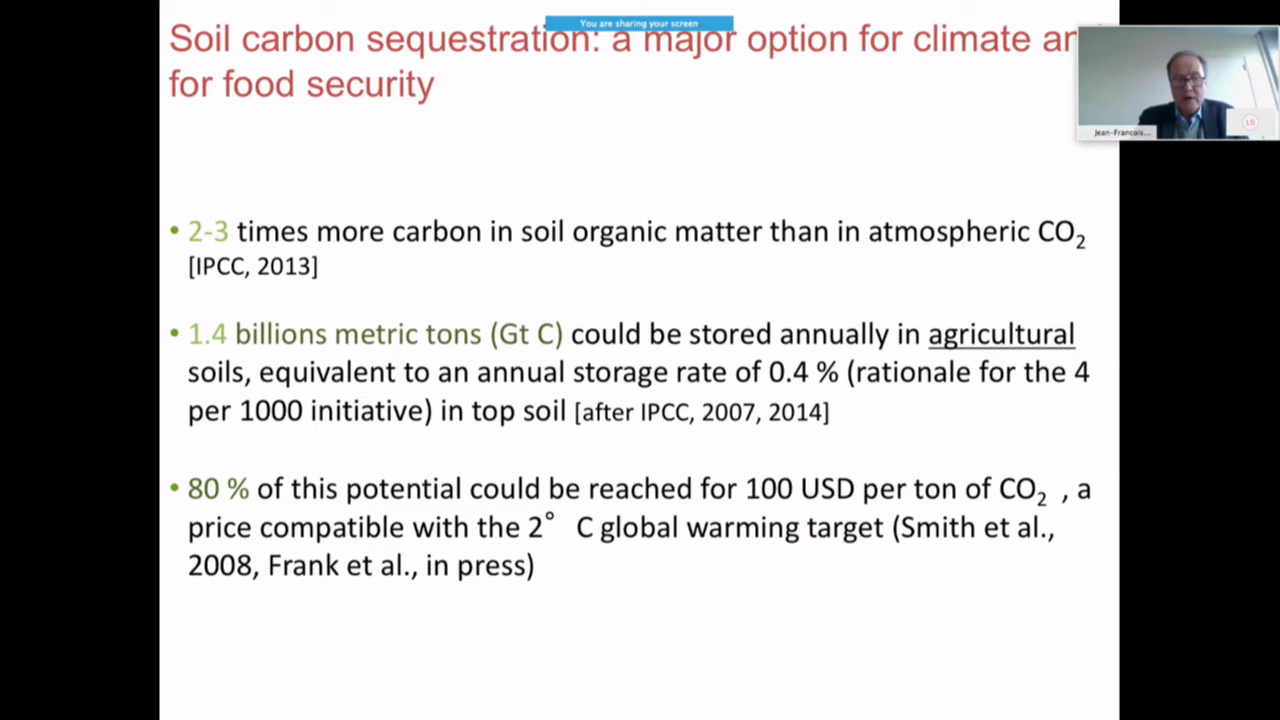 You are sharing your screen
Soil carbon sequestration: a major option for climate an
for food security
Jean-Francois...
LS
• 2-3 times more carbon in soil organic matter than in atmospheric CO₂
[IPCC, 2013]
• 1.4 billions metric tons (Gt C) could be stored annually in agricultural
soils, equivalent to an annual storage rate of 0.4 % (rationale for the 4
per 1000 initiative) in top soil [after IPCC, 2007, 2014]
• 80 % of this potential could be reached for 100 USD per ton of CO₂ , a
price compatible with the 2° C global warming target (Smith et al.,
2008, Frank et al., in press)